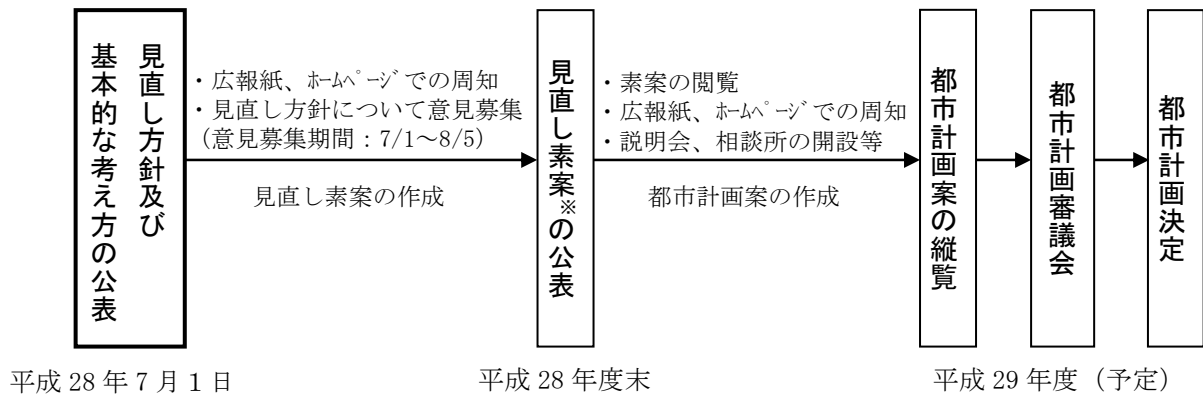 見直し方針及び
基本的な考え方の公表
・広報紙、ﾎｰﾑﾍﾟｰｼﾞでの周知
・見直し方針について意見募集
(意見募集期間：7/1～8/5)
見直し素案の作成
見直し素案※の公表
・素案の閲覧
・広報紙、ﾎｰﾑﾍﾟｰｼﾞでの周知
・説明会、相談所の開設等
都市計画案の作成
都市計画案の縦覧
都市計画審議会
都市計画決定
平成 28 年 7 月 1 日
平成 28 年度末
平成 29 年度（予定）